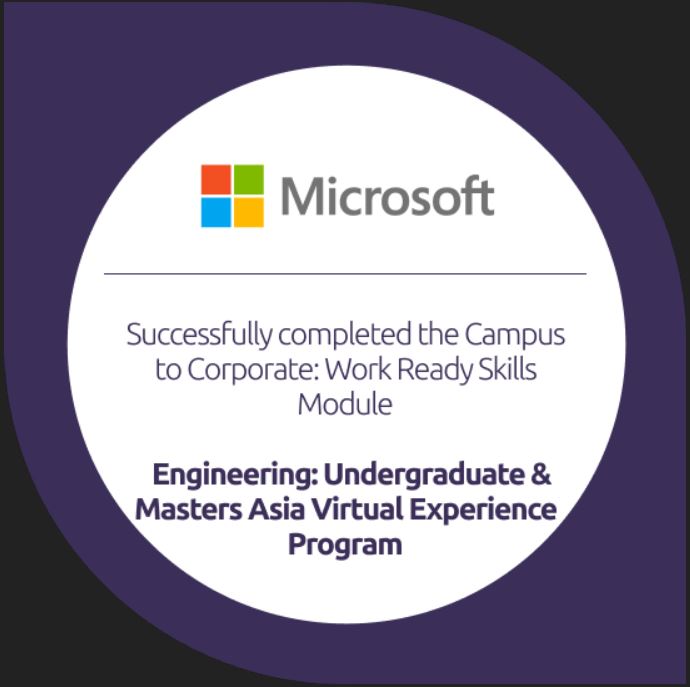 Microsoft
Successfully completed the Campus
to Corporate: Work Ready Skills
Module
Engineering: Undergraduate &
Masters Asia Virtual Experience
Program